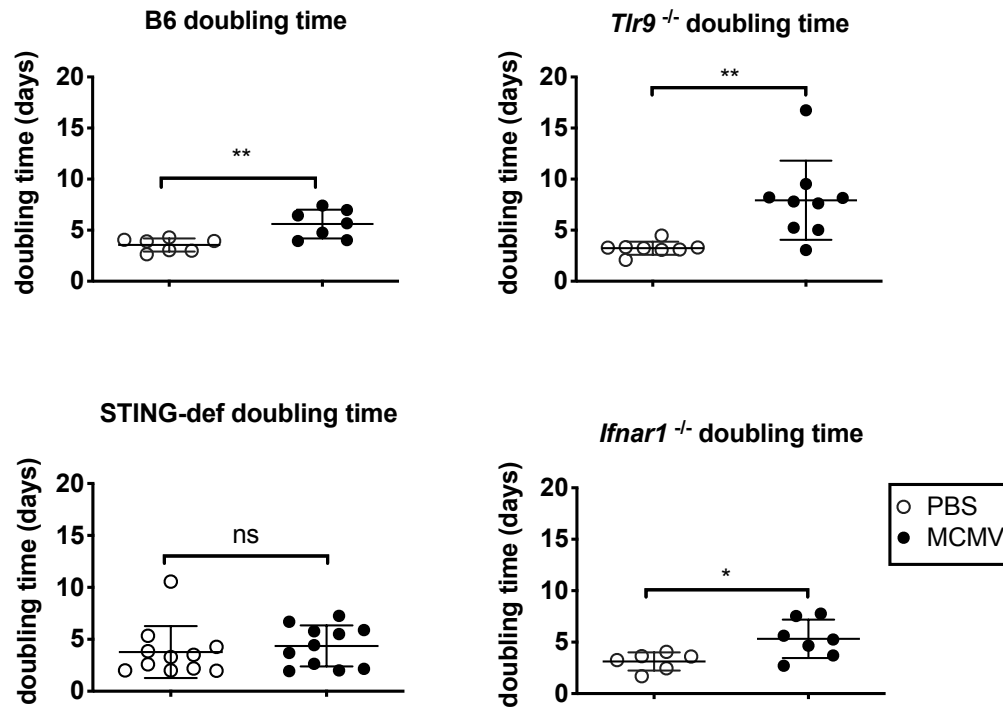 B6 doubling time
doubling time (days)
20
15
10
5
0
**
Tlr9 -/- doubling time
doubling time (days)
20
15
10
5
0
**
STING-def doubling time
doubling time (days)
20
15
10
5
0
ns
Ifnar1 -/- doubling time
doubling time (days)
20
15
10
5
0
*
PBS
MCMV